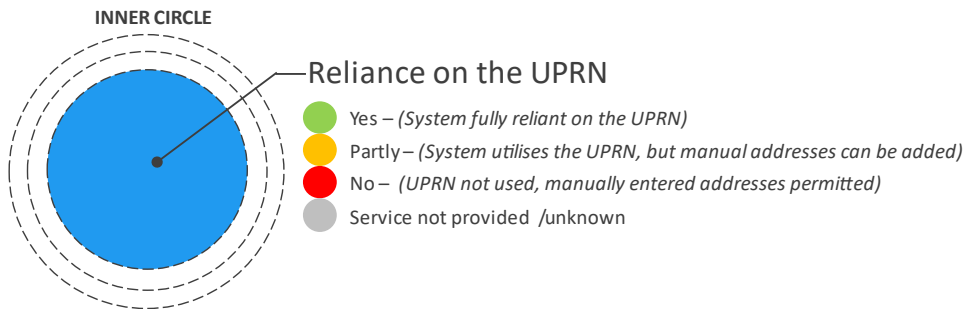 INNER CIRCLE
Reliance on the UPRN
Yes – (System fully reliant on the UPRN)
Partly – (System utilises the UPRN, but manual addresses can be added)
No – (UPRN not used, manually entered addresses permitted)
Service not provided /unknown